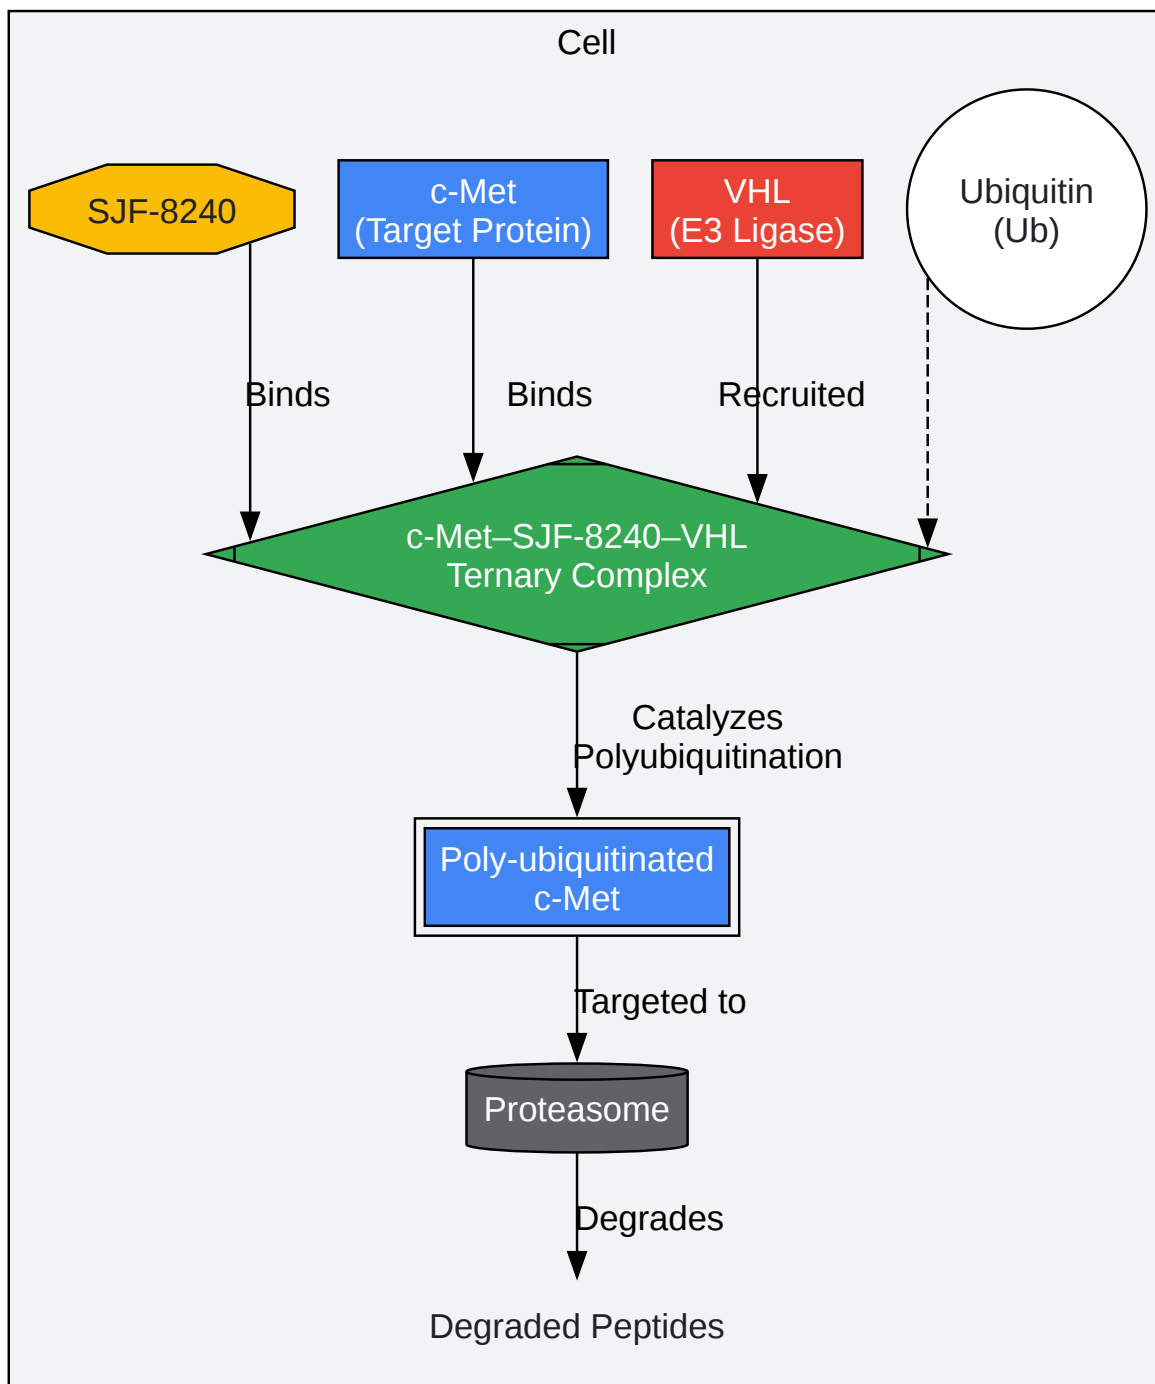 Cell
SJF-8240
c-Met
(Target Protein)
VHL
(E3 Ligase)
Ubiquitin
(Ub)
Binds
Binds
Recruited
c-Met–SJF-8240–VHL
Ternary Complex
Catalyzes
Polyubiquitination
Poly-ubiquitinated
c-Met
Targeted to
Proteasome
Degrades
Degraded Peptides